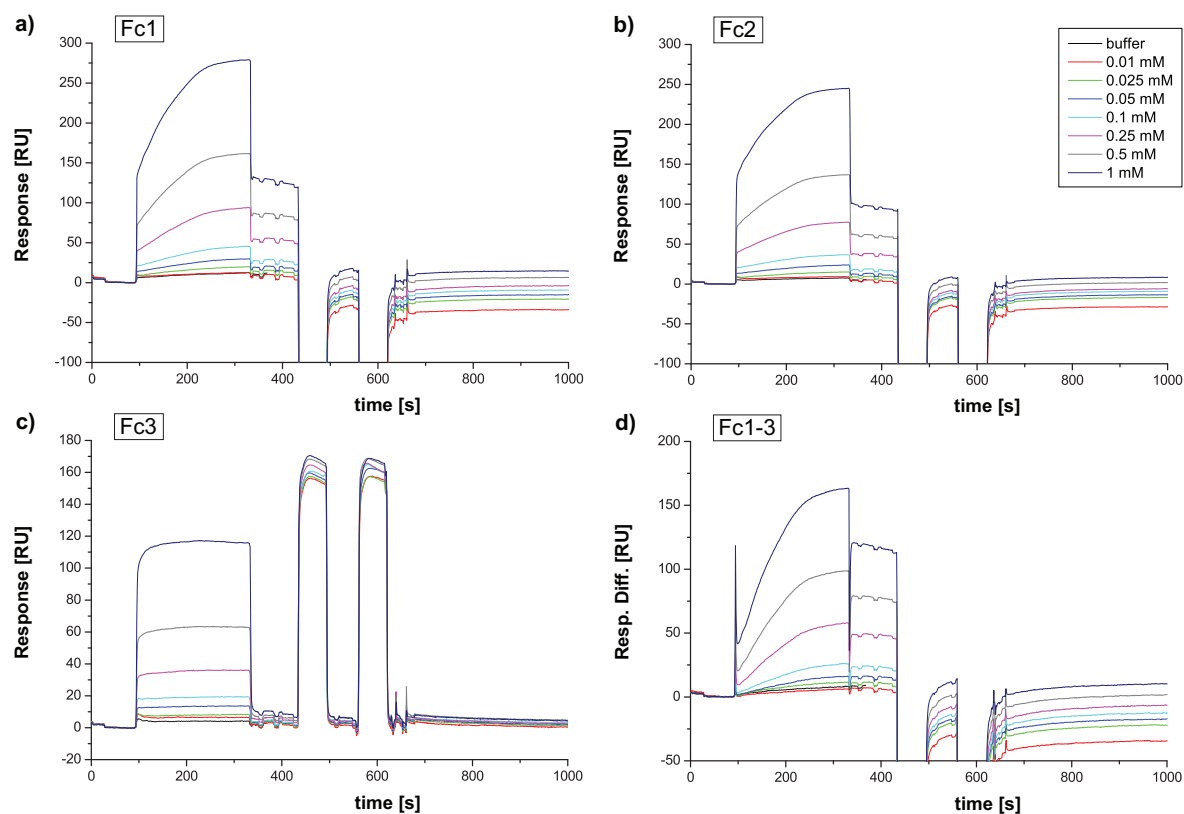 a)
Fc1
300
250
200
150
100
50
0
-50
-100
Response [RU]
0
200
400
600
800
1000
time [s]
b)
Fc2
300
250
200
150
100
50
0
-50
-100
Response [RU]
0
200
400
600
800
1000
time [s]
buffer
0.01 mM
0.025 mM
0.05 mM
0.1 mM
0.25 mM
0.5 mM
1 mM
c)
Fc3
180
160
140
120
100
80
60
40
20
0
-20
Response [RU]
0
200
400
600
800
1000
time [s]
d)
Fc1-3
200
150
100
50
0
-50
Resp. Diff. [RU]
0
200
400
600
800
1000
time [s]